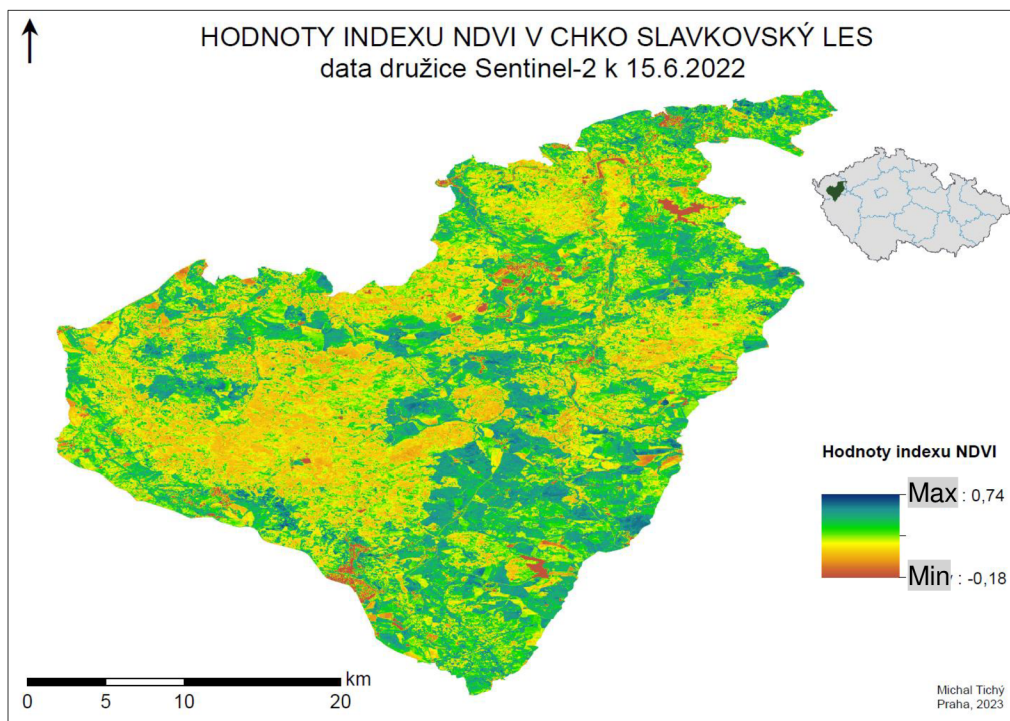 HODNOTY INDEXU NDVI V CHKO SLAVKOVSKÝ LES
data družice Sentinel-2 k 15.6.2022
Hodnoty indexu NDVI
Max : 0,74
Min : -0,18
km
0 5 10 20
Michal Tichý
Praha, 2023